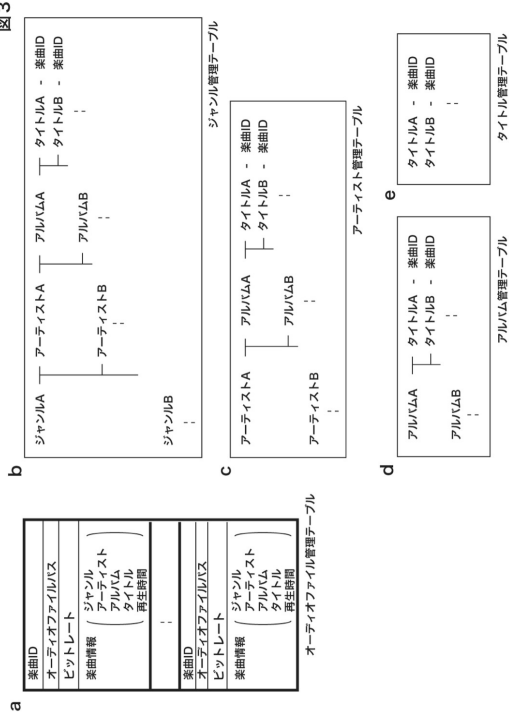 図3
a
楽曲ID
オーディオファイルパス
ビットレート
楽曲情報 ( ジャンル
アーティスト
アルバム
タイトル
再生時間 )
楽曲ID
オーディオファイルパス
ビットレート
楽曲情報 ( ジャンル
アーティスト
アルバム
タイトル
再生時間 )
オーディオファイル管理テーブル
b
ジャンルA アーティストA アルバムA タイトルA - 楽曲ID
タイトルB - 楽曲ID
アルバムB
アーティストB
ジャンルB
ジャンル管理テーブル
c
アーティストA アルバムA タイトルA - 楽曲ID
タイトルB - 楽曲ID
アルバムB
アーティストB
アーティスト管理テーブル
d
アルバムA タイトルA - 楽曲ID
タイトルB - 楽曲ID
アルバムB
アルバム管理テーブル
e
タイトルA - 楽曲ID
タイトルB - 楽曲ID
タイトル管理テーブル